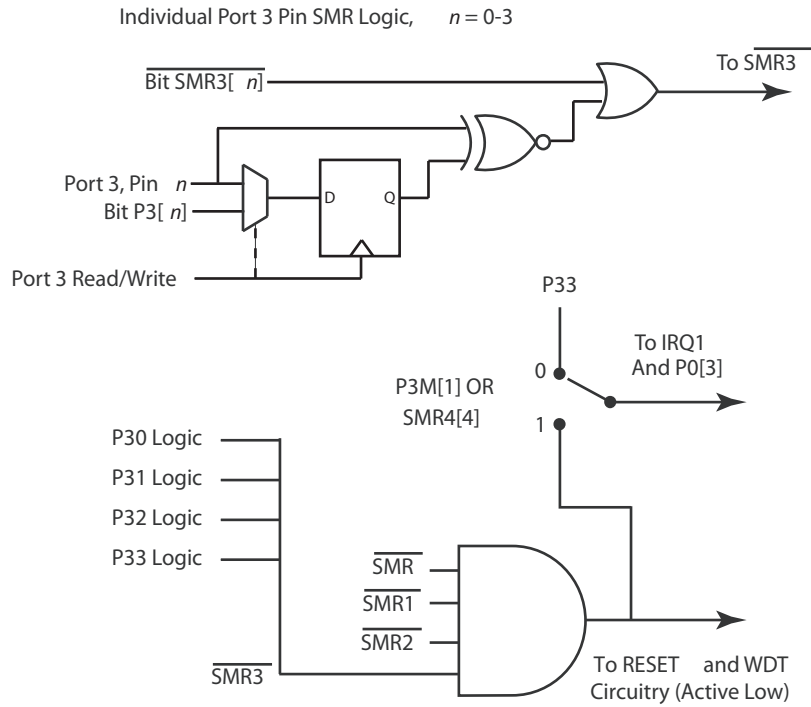 Individual Port 3 Pin SMR Logic, n = 0-3
To SMR3
Bit SMR3[ n]
Port 3, Pin n
D
Q
Bit P3[ n]
Port 3 Read/Write
P33
To IRQ1
And P0[3]
0
P3M[1] OR
SMR4[4]
1
P30 Logic
P31 Logic
P32 Logic
P33 Logic
SMR
SMR1
SMR2
SMR3
To RESET and WDT
Circuitry (Active Low)